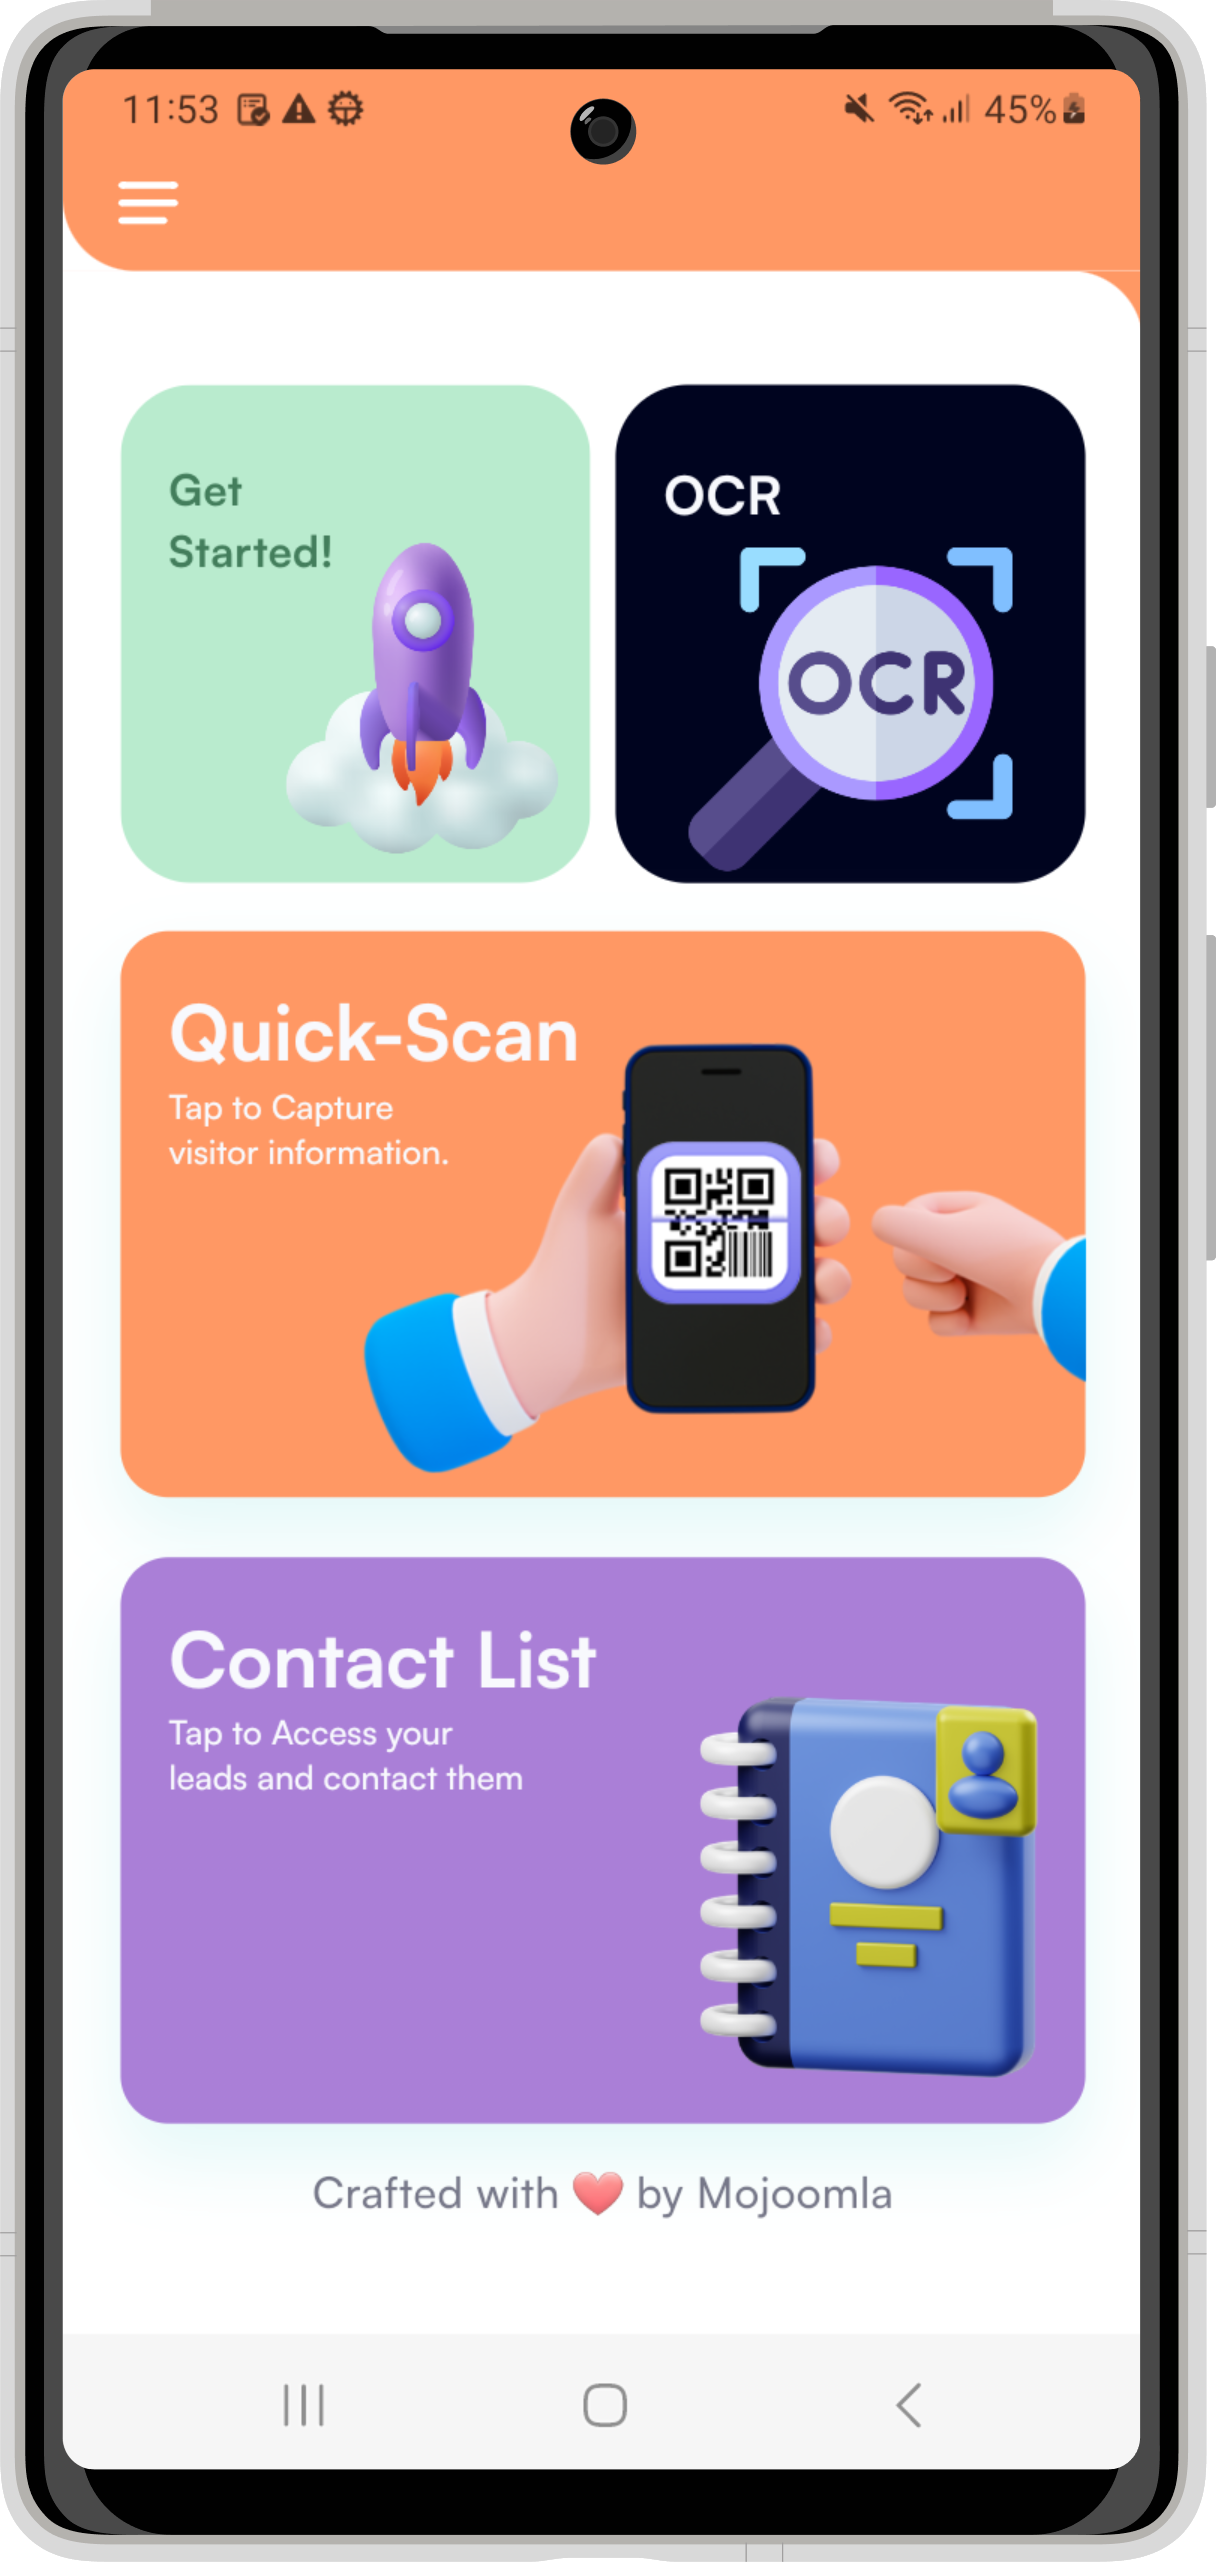 11:53
45%
Get
Started!
OCR
OCR
Quick-Scan
Tap to Capture
visitor information.
Contact List
Tap to Access your
leads and contact them
Crafted with ❤️ by Mojoomla